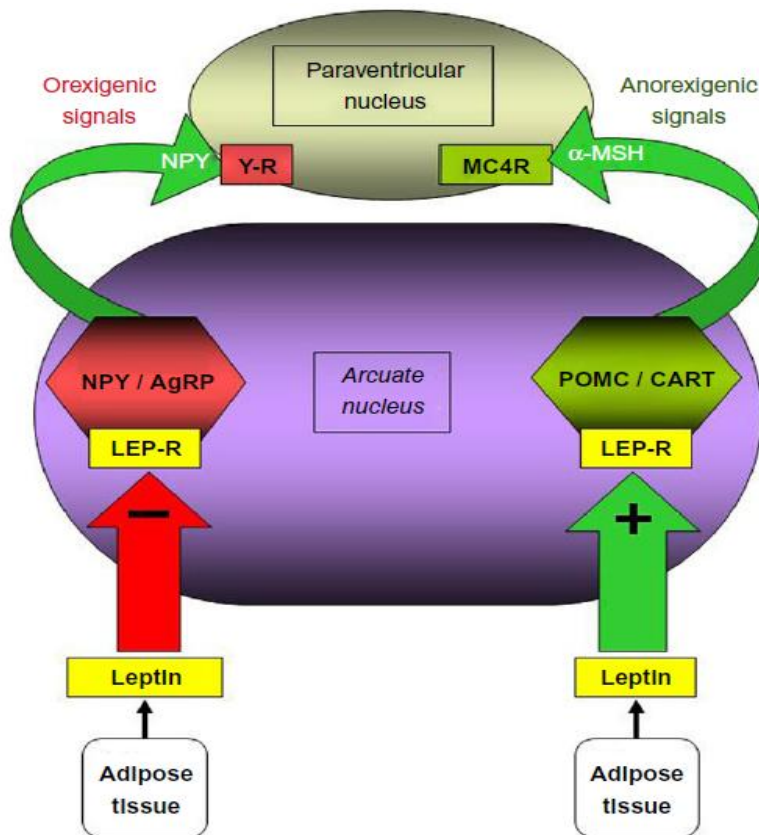 Orexigenic
signals
Paraventricular
nucleus
Anorexigenic
signals
NPY
Y-R
MC4R
α-MSH
NPY / AgRP
Arcuate
nucleus
POMC / CART
LEP-R
LEP-R
−
+
LeptIn
LeptIn
AdIpose
tIssue
AdIpose
tIssue